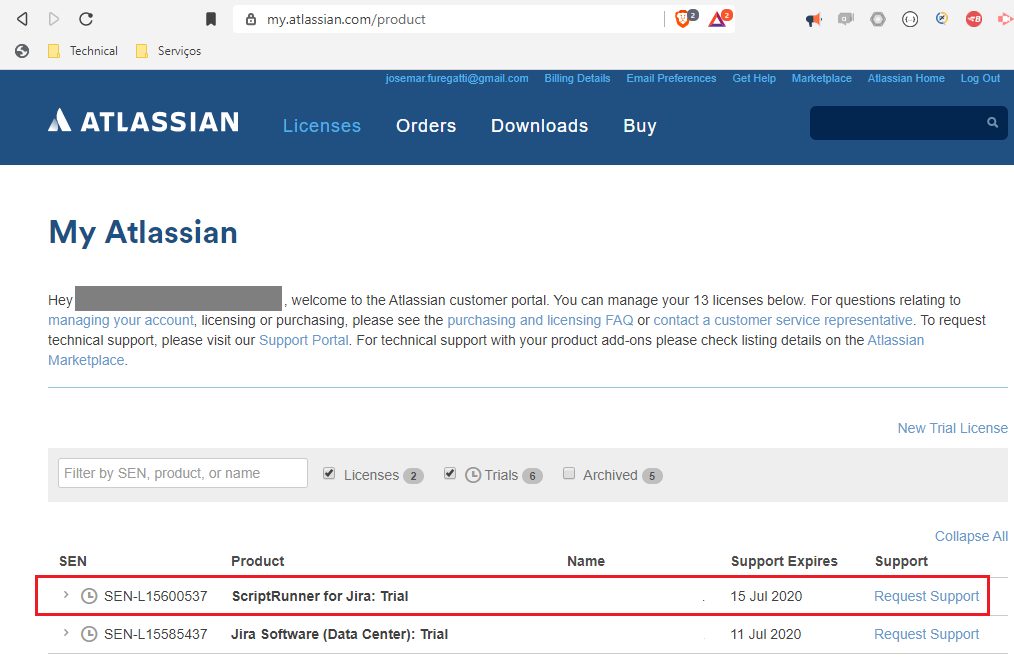 my.atlassian.com/product 2 2
Technical Serviços
josemar.furegatti@gmail.com Billing Details Email Preferences Get Help Marketplace Atlassian Home Log Out
ATLASSIAN Licenses Orders Downloads Buy
My Atlassian
Hey , welcome to the Atlassian customer portal. You can manage your 13 licenses below. For questions relating to
managing your account, licensing or purchasing, please see the purchasing and licensing FAQ or contact a customer service representative. To request
technical support, please visit our Support Portal. For technical support with your product add-ons please check listing details on the Atlassian
Marketplace.
New Trial License
Filter by SEN, product, or name Licenses 2 Trials 6 Archived 5
Collapse All
SEN Product Name Support Expires Support
SEN-L15600537 ScriptRunner for Jira: Trial . 15 Jul 2020 Request Support
SEN-L15585437 Jira Software (Data Center): Trial 11 Jul 2020 Request Support